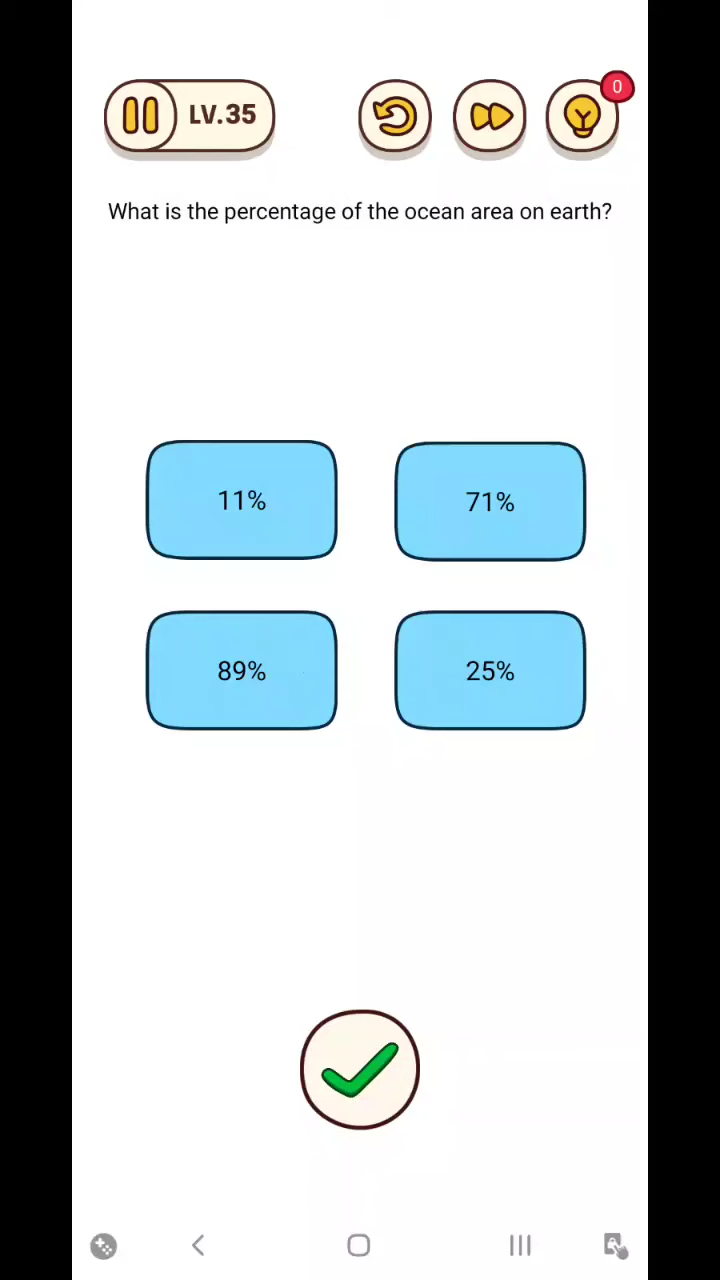 LV.35
0
What is the percentage of the ocean area on earth?
11%
71%
89%
25%